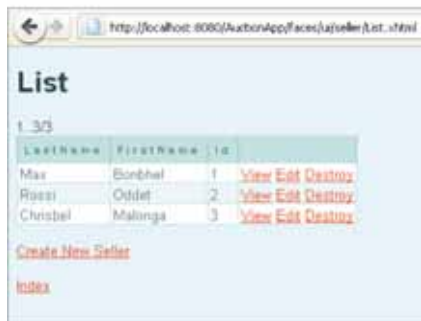 http://localhost:8080/AuctionApp/faces/ui/seller/List.xhtml
List
1..3/3
LastName FirstName Id
Max Bonbhel 1 View Edit Destroy
Rossi Oddet 2 View Edit Destroy
Chrisbel Malonga 3 View Edit Destroy
Create New Seller
Index